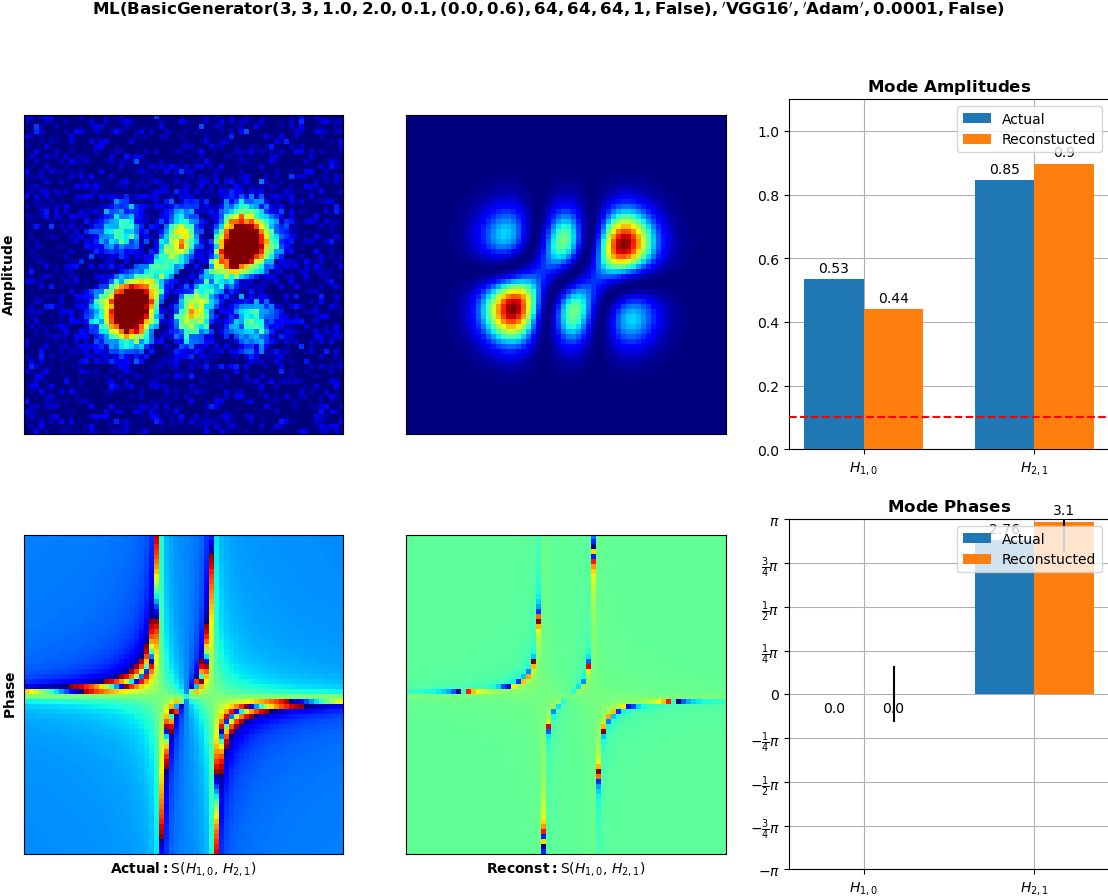 ML(BasicGenerator(3, 3, 1.0, 2.0, 0.1, (0.0, 0.6), 64, 64, 64, 1, False), ′VGG16′, ′Adam′, 0.0001, False)
Amplitude
Mode Amplitudes
Actual
Reconstucted
1.0
0.8
0.6
0.4
0.2
0.0
0.53
0.44
0.85
0.9
H1, 0
H2, 1
Phase
Actual: S(H1, 0, H2, 1)
Reconst: S(H1, 0, H2, 1)
Mode Phases
Actual
Reconstucted
π
3/4π
1/2π
1/4π
0
−1/4π
−1/2π
−3/4π
−π
0.0
0.0
2.76
3.1
H1, 0
H2, 1